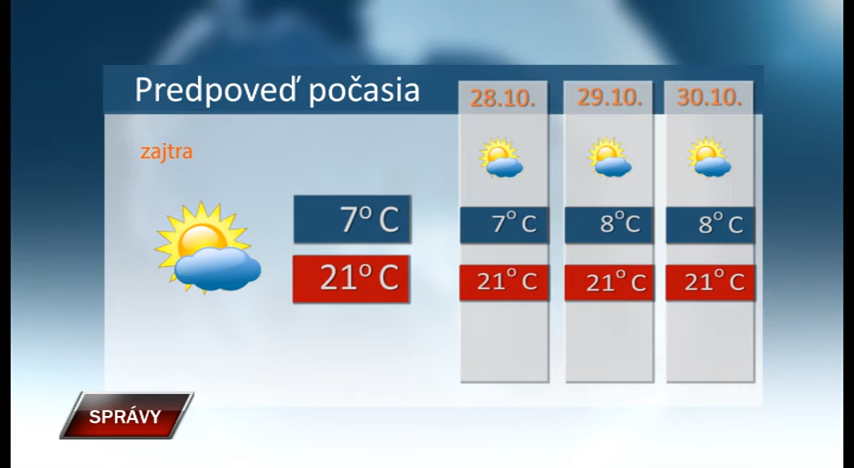 Predpoveď počasia
zajtra
7° C
21° C
28.10.
7° C
21° C
29.10.
8°C
21° C
30.10.
8° C
21° C
SPRÁVY